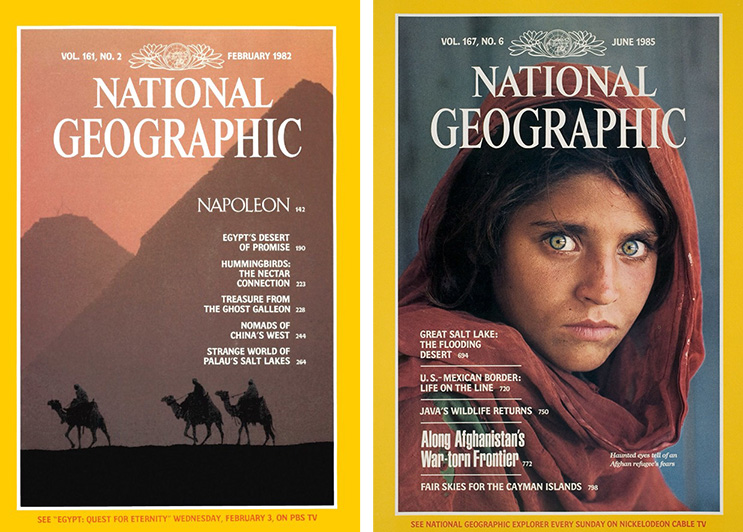 VOL. 161, NO. 2
FEBRUARY 1982
NATIONAL
GEOGRAPHIC
NAPOLEON 142
EGYPT'S DESERT
OF PROMISE 190
HUMMINGBIRDS:
THE NECTAR
CONNECTION 223
TREASURE FROM
THE GHOST GALLEON 228
NOMADS OF
CHINA'S WEST 244
STRANGE WORLD OF
PALAU'S SALT LAKES 264
SEE "EGYPT: QUEST FOR ETERNITY" WEDNESDAY, FEBRUARY 3, ON PBS TV
VOL. 167, NO. 6
JUNE 1985
NATIONAL
GEOGRAPHIC
GREAT SALT LAKE:
THE FLOODING
DESERT 694
U.S.–MEXICAN BORDER:
LIFE ON THE LINE 720
JAVA'S WILDLIFE RETURNS 750
Along Afghanistan's
War-torn Frontier 772
FAIR SKIES FOR THE CAYMAN ISLANDS 798
Haunted eyes tell of an
Afghan refugee's fears
SEE NATIONAL GEOGRAPHIC EXPLORER EVERY SUNDAY ON NICKELODEON CABLE TV